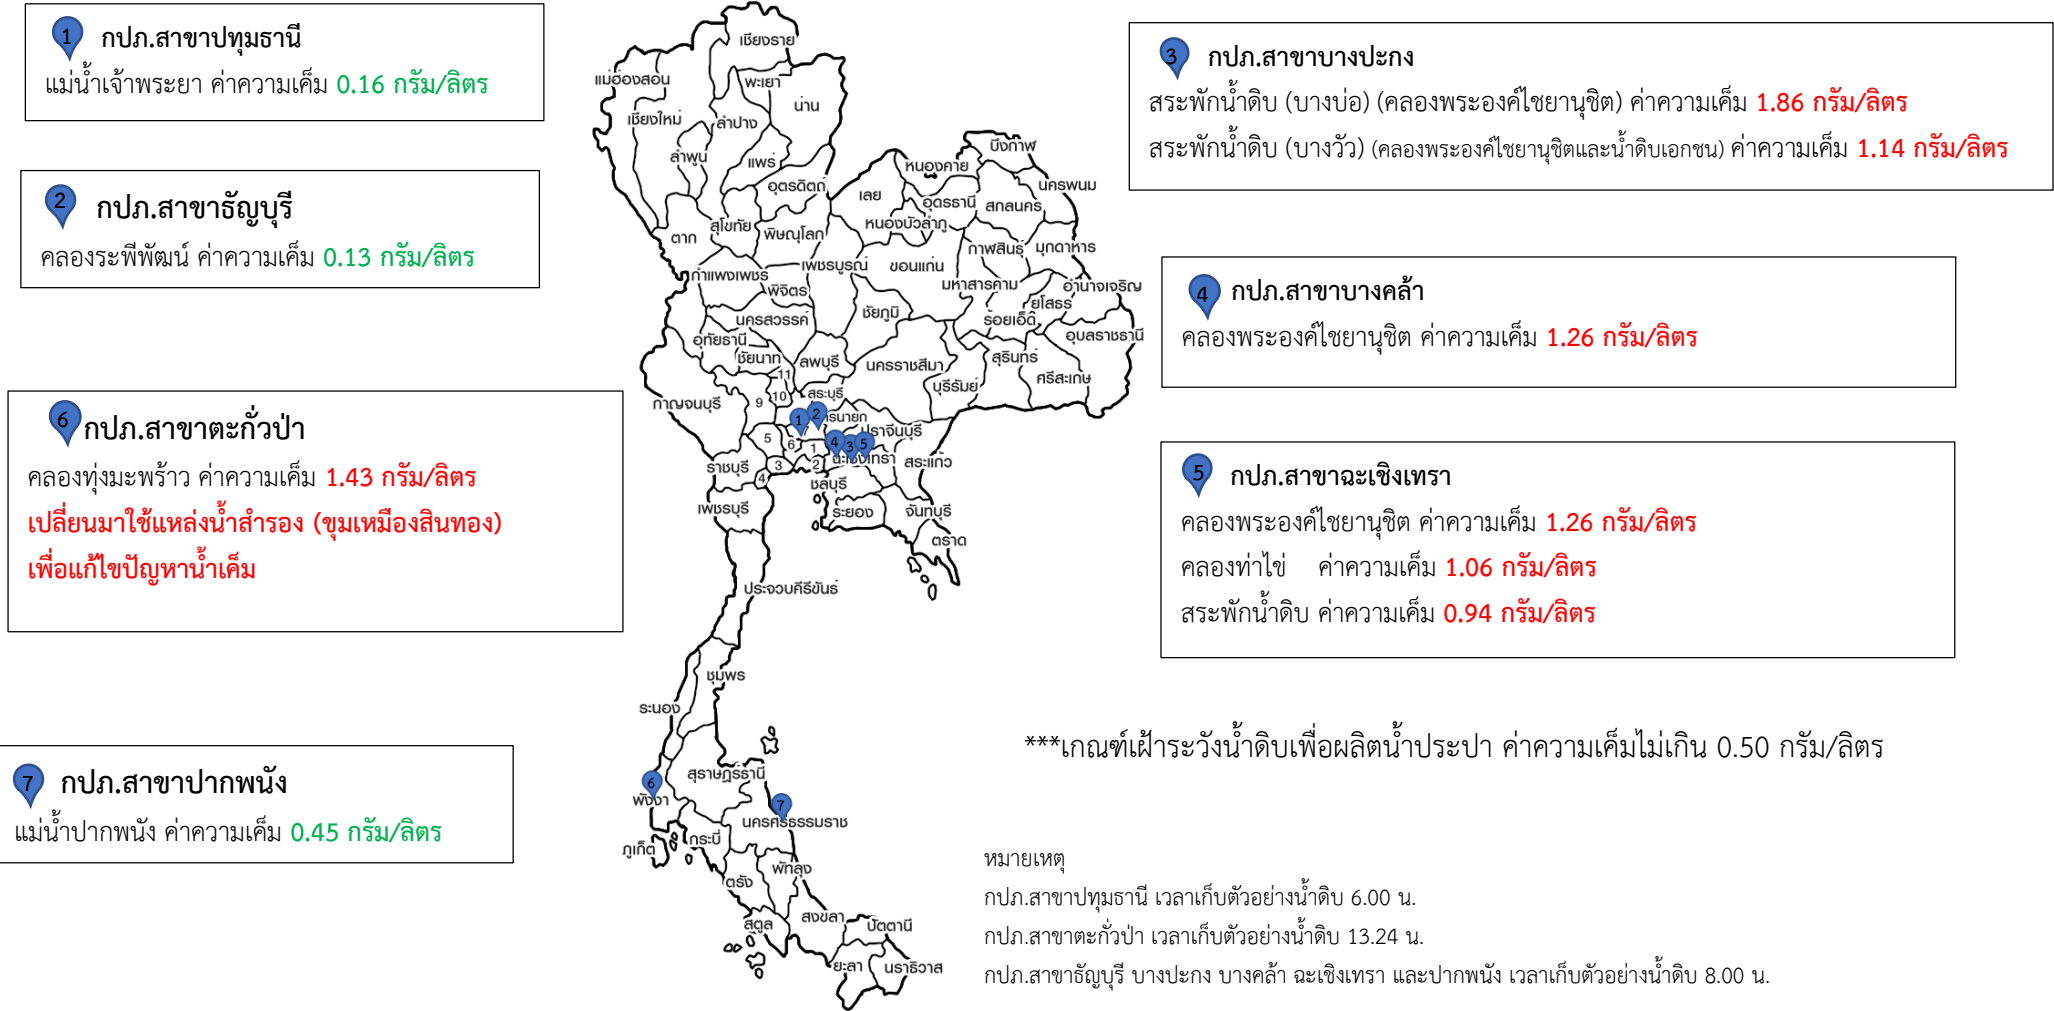 1 กปภ.สาขาปทุมธานี
แม่น้ำเจ้าพระยา ค่าความเค็ม 0.16 กรัม/ลิตร
2 กปภ.สาขาธัญบุรี
คลองระพีพัฒน์ ค่าความเค็ม 0.13 กรัม/ลิตร
6 กปภ.สาขาตะกั่วป่า
คลองทุ่งมะพร้าว ค่าความเค็ม 1.43 กรัม/ลิตร
เปลี่ยนมาใช้แหล่งน้ำสำรอง (ขุมเหมืองสินทอง)
เพื่อแก้ไขปัญหาน้ำเค็ม
7 กปภ.สาขาปากพนัง
แม่น้ำปากพนัง ค่าความเค็ม 0.45 กรัม/ลิตร
เชียงราย
แม่ฮ่องสอน
พะเยา
น่าน
เชียงใหม่
ลำปาง
ลำพูน
แพร่
อุตรดิตถ์
ตาก
สุโขทัย
พิษณุโลก
เลย
หนองคาย
บึงกาฬ
นครพนม
อุดรธานี
สกลนคร
หนองบัวลำภู
กำแพงเพชร
พิจิตร
เพชรบูรณ์
ขอนแก่น
กาฬสินธุ์
มุกดาหาร
มหาสารคาม
ยโสธร
อำนาจเจริญ
ร้อยเอ็ด
นครสวรรค์
ชัยภูมิ
อุบลราชธานี
อุทัยธานี
ชัยนาท
ลพบุรี
นครราชสีมา
สุรินทร์
ศรีสะเกษ
บุรีรัมย์
11
10
9
สระบุรี
กาญจนบุรี
1
2
รนายก
ปราจีนบุรี
5
6
1
4
3
5
ราชบุรี
3
2
ฉะเชิงเทรา
สระแก้ว
4
ชลบุรี
เพชรบุรี
ระยอง
จันทบุรี
ตราด
ประจวบคีรีขันธ์
ชุมพร
ระนอง
สุราษฎร์ธานี
6
พังงา
7
นครศรีธรรมราช
ภูเก็ต
กระบี่
ตรัง
พัทลุง
สตูล
สงขลา
ปัตตานี
ยะลา
นราธิวาส
3 กปภ.สาขาบางปะกง
สระพักน้ำดิบ (บางบ่อ) (คลองพระองค์ไชยานุชิต) ค่าความเค็ม 1.86 กรัม/ลิตร
สระพักน้ำดิบ (บางวัว) (คลองพระองค์ไชยานุชิตและน้ำดิบเอกชน) ค่าความเค็ม 1.14 กรัม/ลิตร
4 กปภ.สาขาบางคล้า
คลองพระองค์ไชยานุชิต ค่าความเค็ม 1.26 กรัม/ลิตร
5 กปภ.สาขาฉะเชิงเทรา
คลองพระองค์ไชยานุชิต ค่าความเค็ม 1.26 กรัม/ลิตร
คลองท่าไข่ ค่าความเค็ม 1.06 กรัม/ลิตร
สระพักน้ำดิบ ค่าความเค็ม 0.94 กรัม/ลิตร
***เกณฑ์เฝ้าระวังน้ำดิบเพื่อผลิตน้ำประปา ค่าความเค็มไม่เกิน 0.50 กรัม/ลิตร
หมายเหตุ
กปภ.สาขาปทุมธานี เวลาเก็บตัวอย่างน้ำดิบ 6.00 น.
กปภ.สาขาตะกั่วป่า เวลาเก็บตัวอย่างน้ำดิบ 13.24 น.
กปภ.สาขาธัญบุรี บางปะกง บางคล้า ฉะเชิงเทรา และปากพนัง เวลาเก็บตัวอย่างน้ำดิบ 8.00 น.